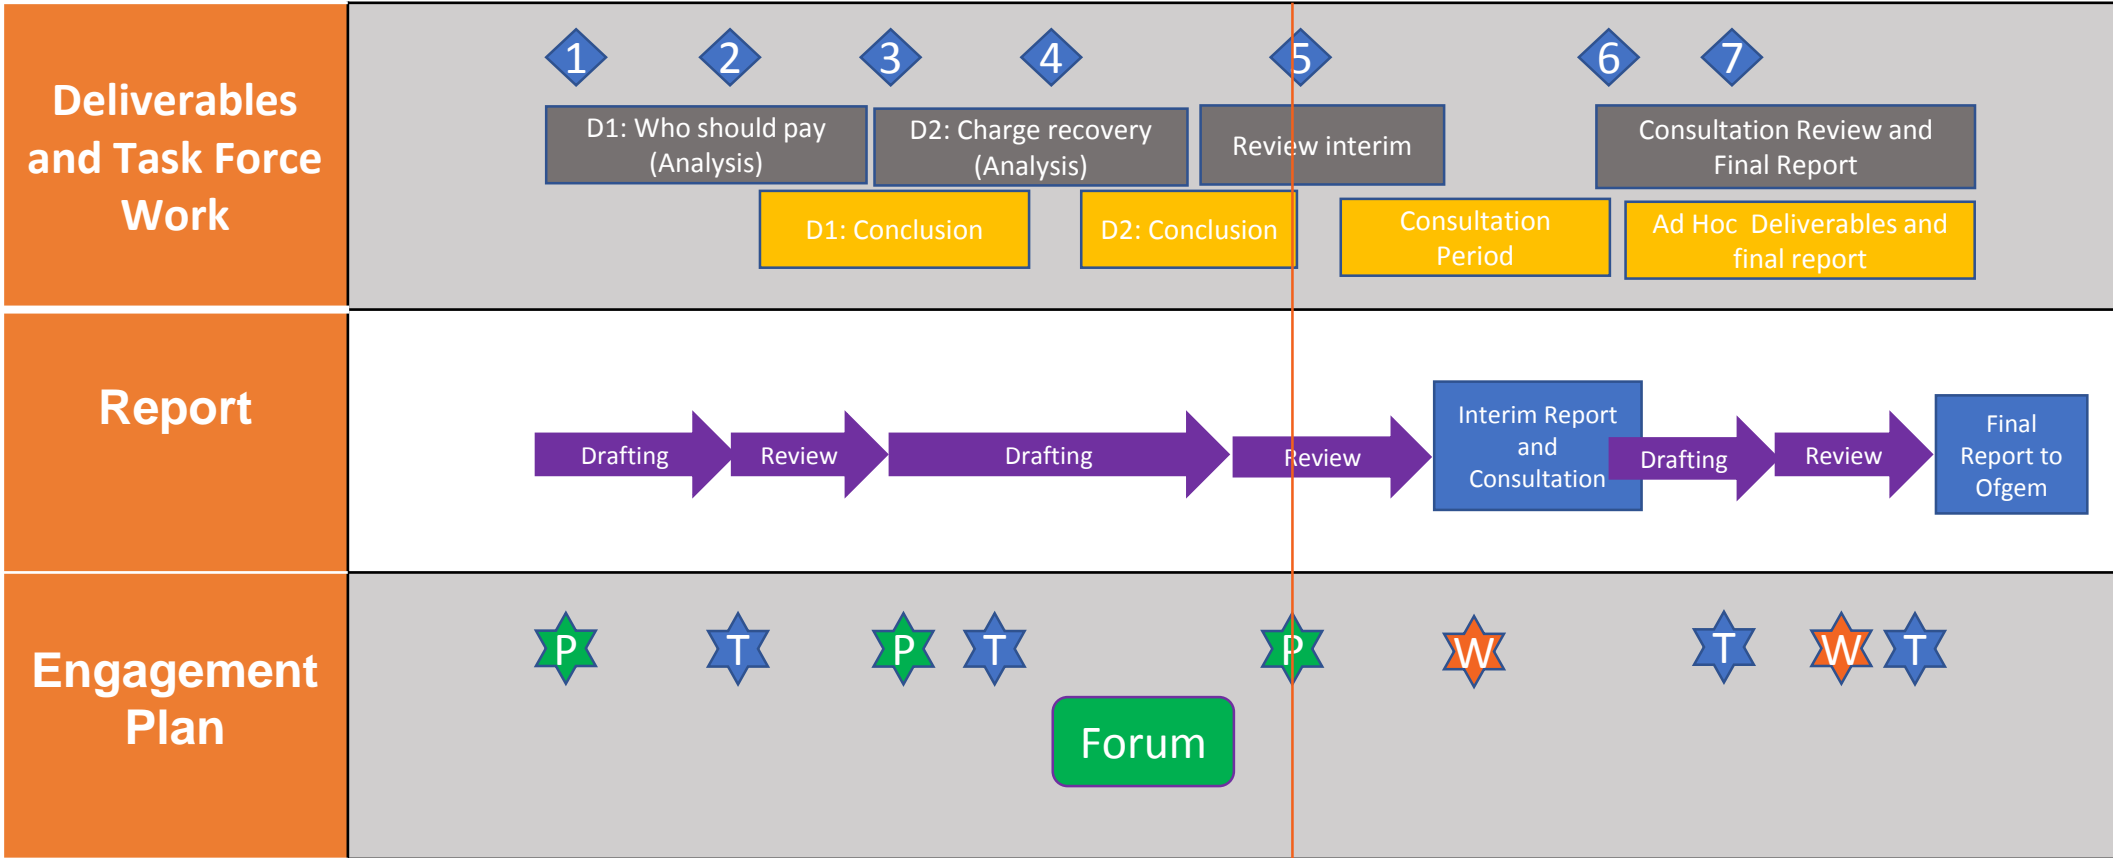 Deliverables
and Task Force
Work
1
2
3
4
5
6
7
D1: Who should pay
(Analysis)
D2: Charge recovery
(Analysis)
Review interim
Consultation Review and
Final Report
D1: Conclusion
D2: Conclusion
Consultation
Period
Ad Hoc Deliverables and
final report
Report
Drafting
Review
Drafting
Review
Interim Report
and
Consultation
Drafting
Review
Final
Report to
Ofgem
Engagement
Plan
P
T
P
T
P
W
T
W
T
Forum